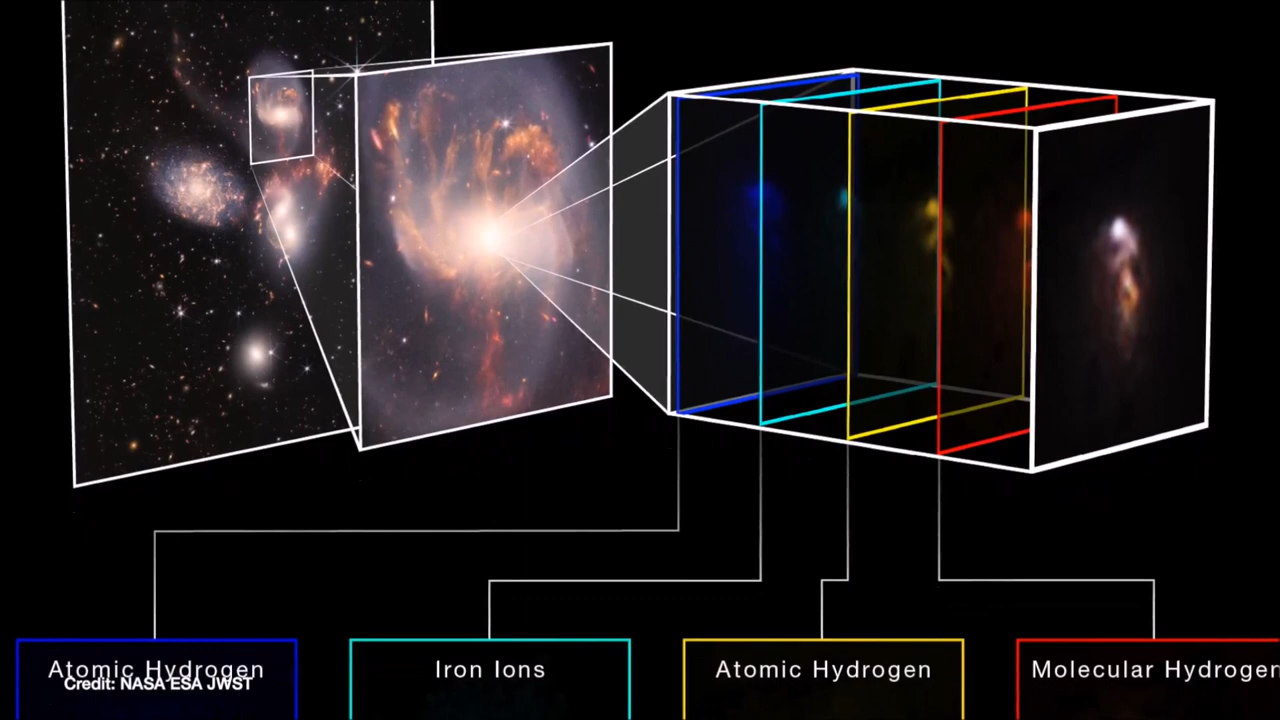 Atomic Hydrogen
Credit: NASA ESA JWST
Iron Ions
Atomic Hydrogen
Molecular Hydrogen